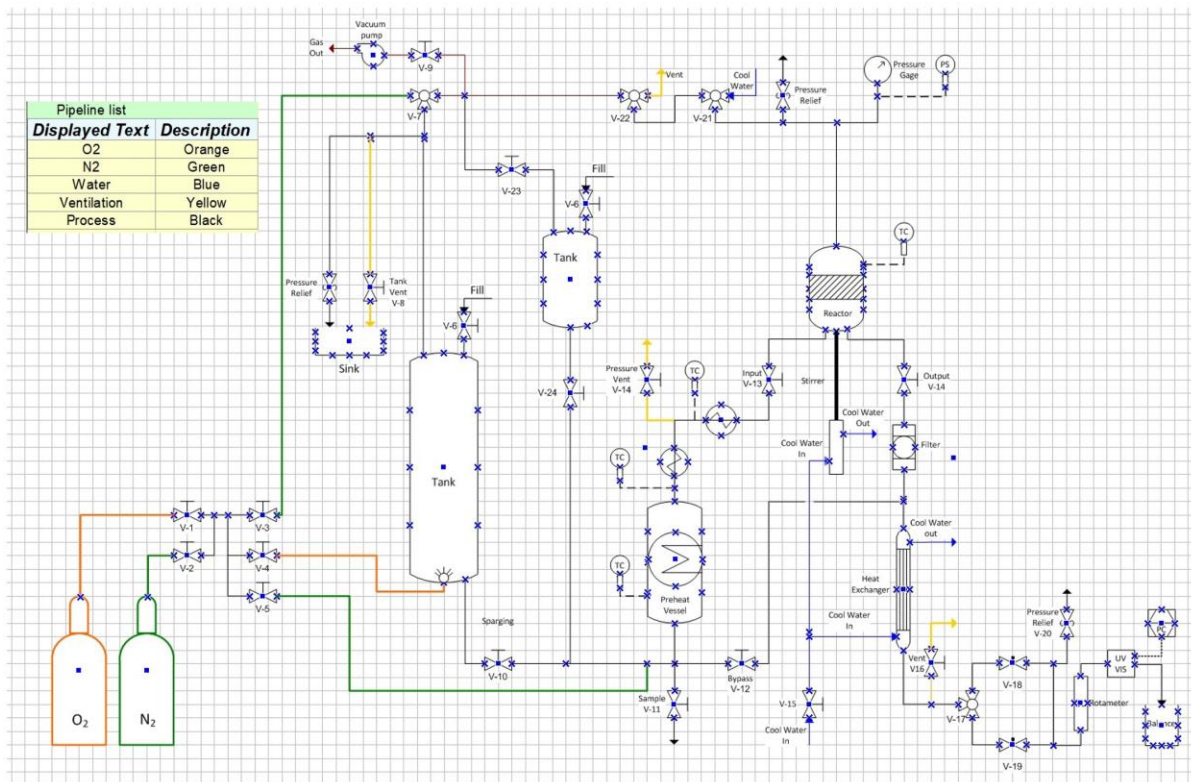 Vacuum
pump
Gas
Out
V-9
Vent
Cool
Water
Pressure
Gage
PS
Pipeline list
Displayed Text Description
O2 Orange
N2 Green
Water Blue
Ventilation Yellow
Process Black
V-7
V-22
V-21
Pressure
Relief
V-23
Fill
V-6
TC
Tank
Pressure
Relief
Tank
Vent
V-8
Fill
V-6
Reactor
Sink
V-24
Pressure
Vent
V-14
TC
Input
V-13
Stirrer
Output
V-14
Cool Water
Out
Cool Water
In
Filter
TC
Tank
V-1
V-3
Cool Water
out
V-2
V-4
TC
V-5
Preheat
Vessel
Heat
Exchanger
Sparging
Cool Water
In
Pressure
Relief
V-20
PC
UV
VIS
V-10
Bypass
V-12
Vent
V16
V-18
Sample
V-11
V-15
V-17
Rotameter
Balance
O2
N2
Cool Water
In
V-19